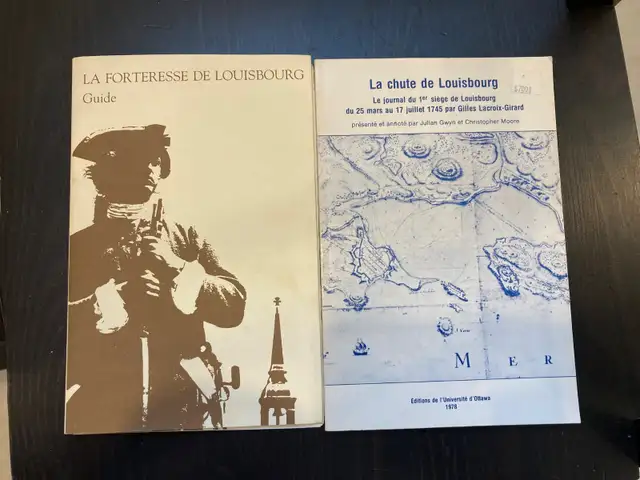 LA FORTERESSE DE LOUISBOURG
Guide
La chute de Louisbourg
Le journal du 1er siège de Louisbourg
du 25 mars au 17 juillet 1745 par Gilles Lacroix-Girard
présenté et annoté par Julian Gwyn et Christopher Moore
M E R
Éditions de l'Université d'Ottawa
1978